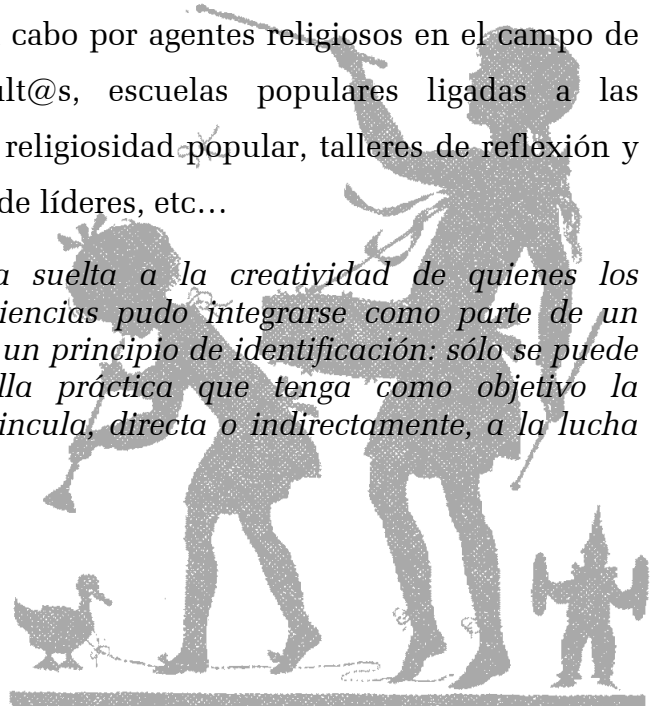 cabo por agentes religiosos en el campo de
ult@s, escuelas populares ligadas a las
religiosidad popular, talleres de reflexión y
de líderes, etc…
a suelta a la creatividad de quienes los
iencias pudo integrarse como parte de un
un principio de identificación: sólo se puede
lla práctica que tenga como objetivo la
incula, directa o indirectamente, a la lucha